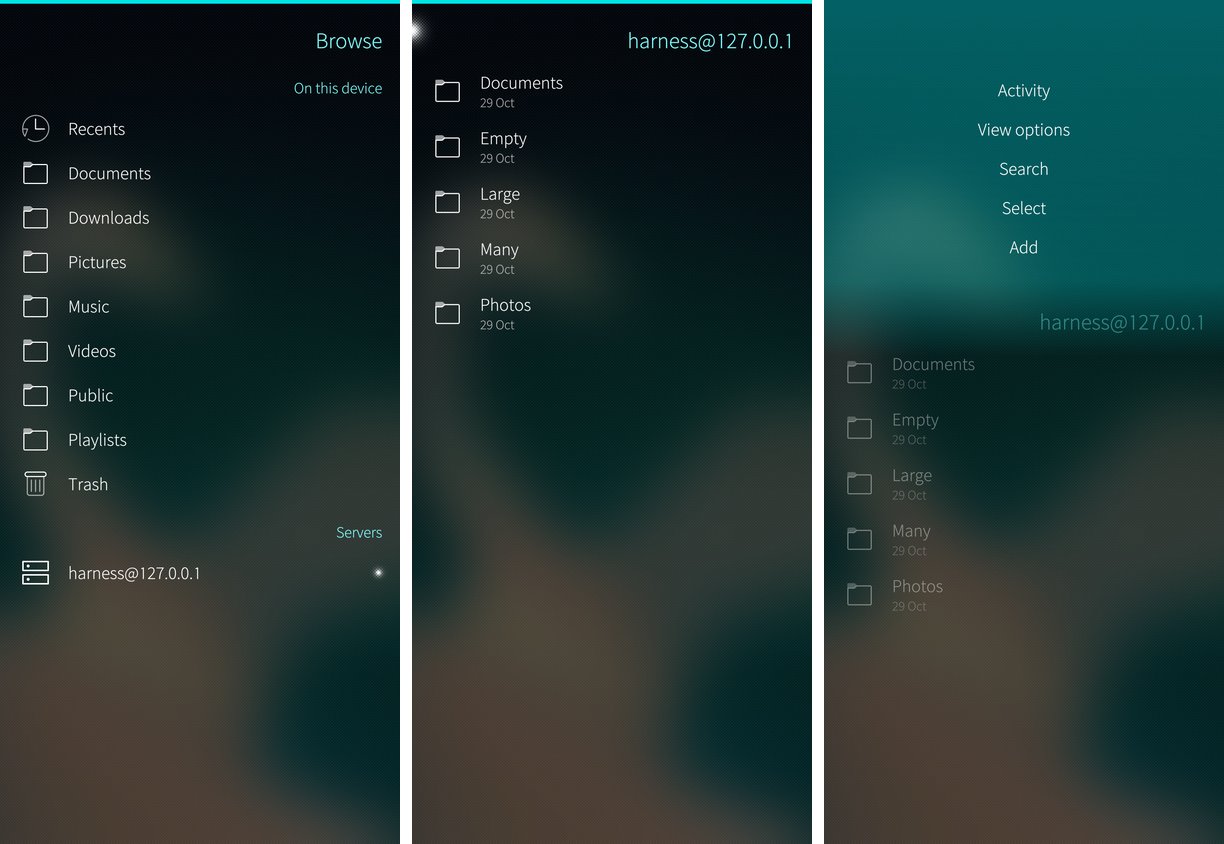 Browse
On this device
Recents
Documents
Downloads
Pictures
Music
Videos
Public
Playlists
Trash
Servers
harness@127.0.0.1
harness@127.0.0.1
Documents
29 Oct
Empty
29 Oct
Large
29 Oct
Many
29 Oct
Photos
29 Oct
Activity
View options
Search
Select
Add
harness@127.0.0.1
Documents
29 Oct
Empty
29 Oct
Large
29 Oct
Many
29 Oct
Photos
29 Oct